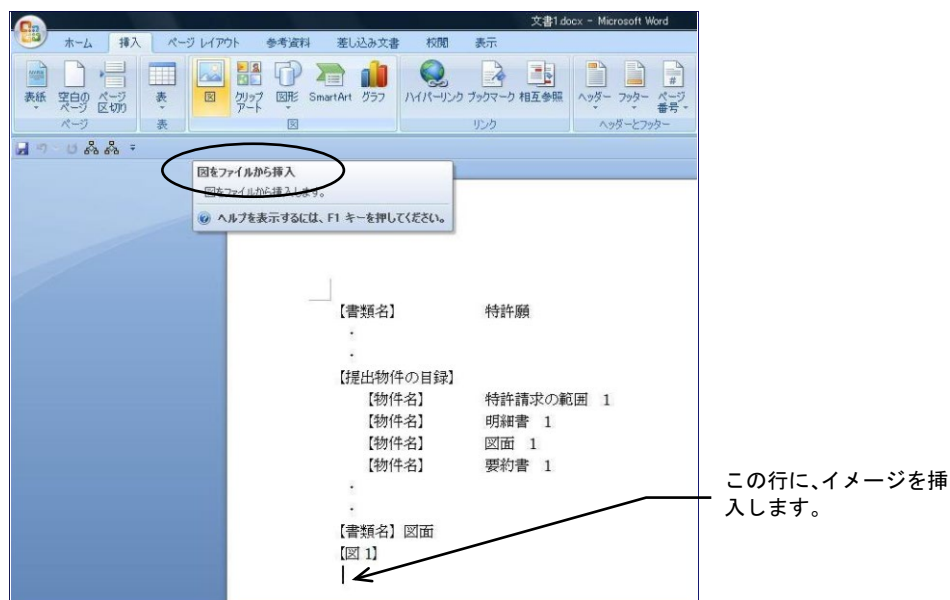 文書1.docx - Microsoft Word
ホーム 挿入 ページ レイアウト 参考資料 差し込み文書 校閲 表示
表紙 空白のページ ページ区切り 表 図 クリップアート 図形 SmartArt グラフ ハイパーリンク ブックマーク 相互参照 ヘッダー フッター ページ番号
ページ 表 図 リンク ヘッダーとフッター
図をファイルから挿入
図をファイルから挿入します。
ヘルプを表示するには、F1 キーを押してください。
【書類名】 特許願
・
・
【提出物件の目録】
【物件名】 特許請求の範囲 1
【物件名】 明細書 1
【物件名】 図面 1
【物件名】 要約書 1
・
・
【書類名】図面
【図 1】
この行に、イメージを挿
入します。